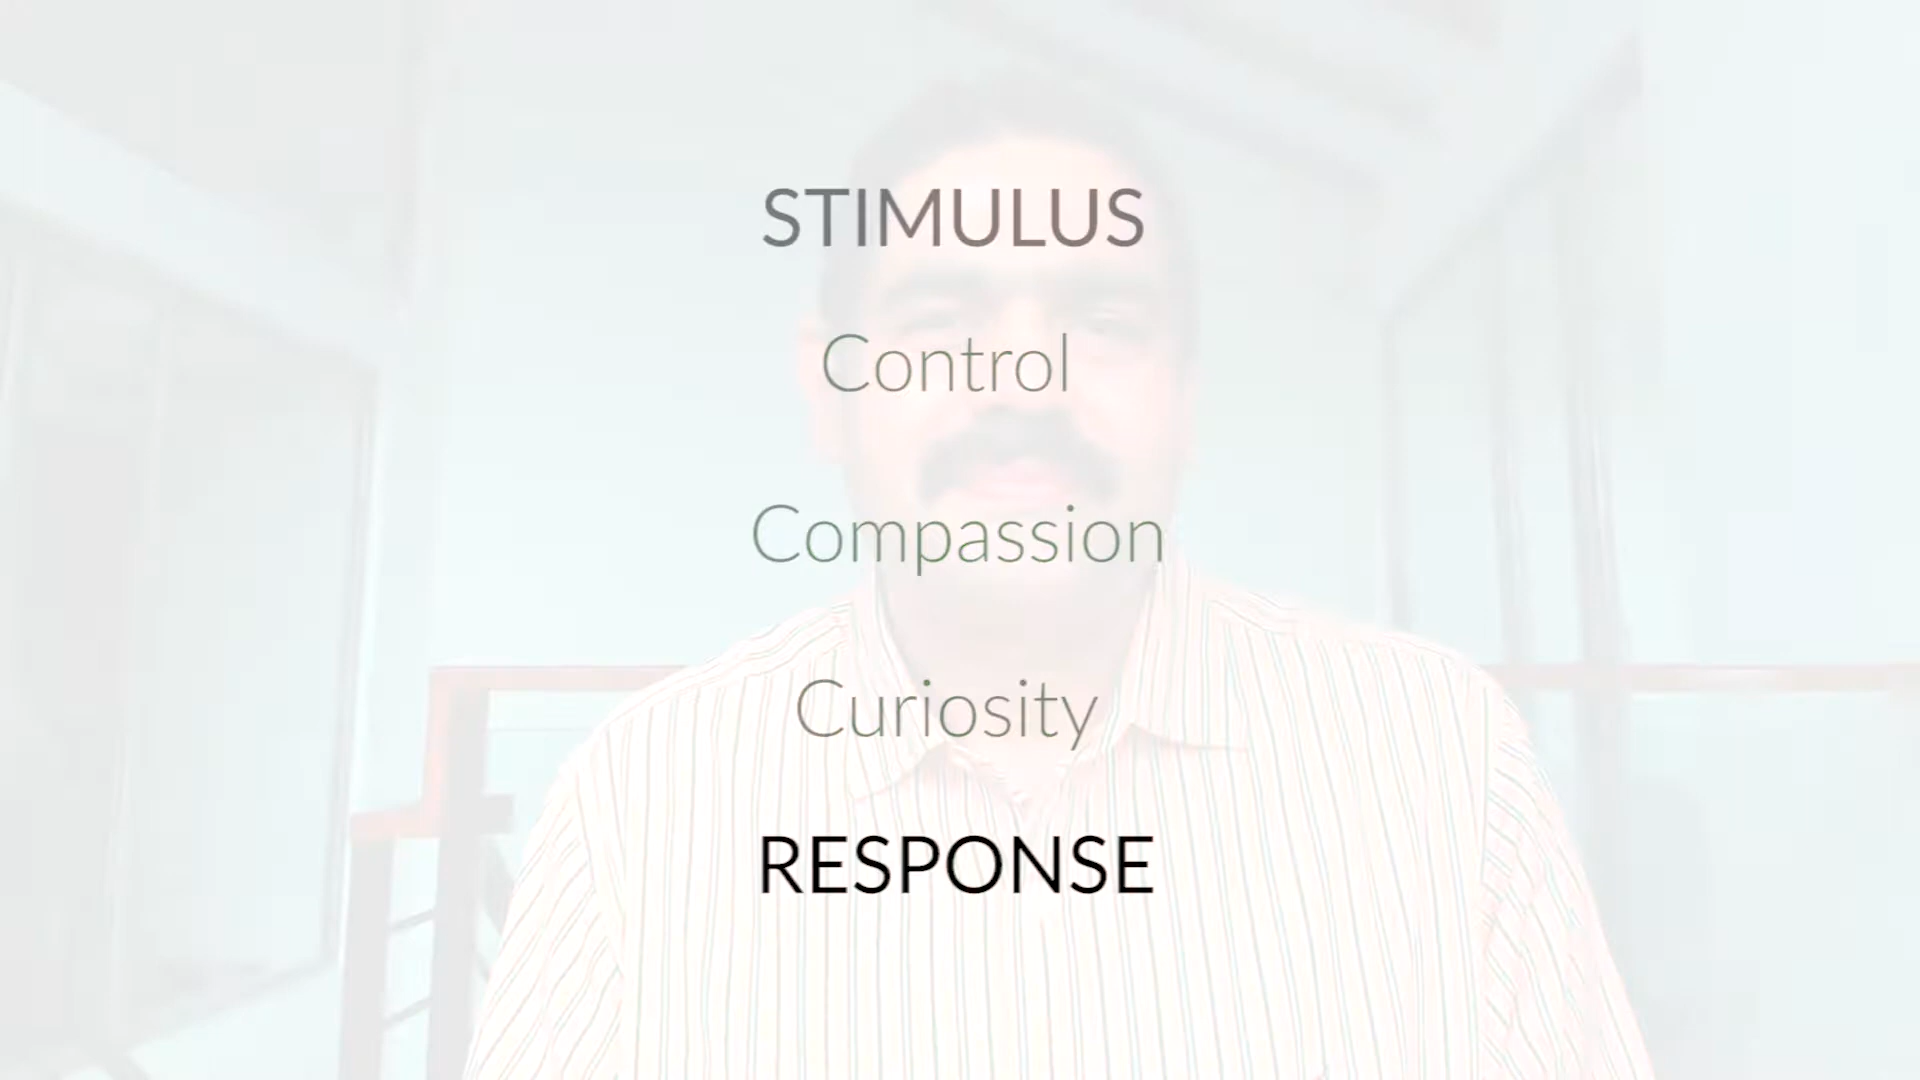 STIMULUS
Control
Compassion
Curiosity
RESPONSE